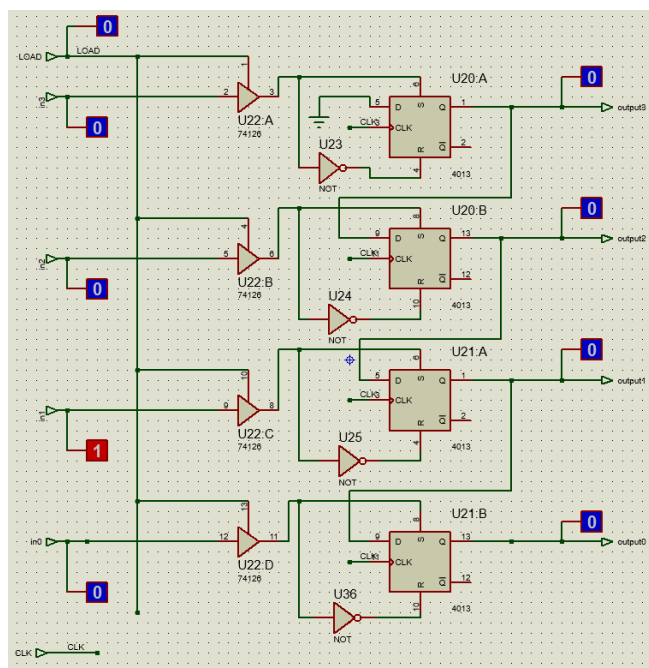 0
LOAD LOAD
1
in3 2 3
0
U22:A
74126
U20:A
6
5 D S Q 1
CLK3 CLK
R Q 2
4
4013
0
output3
U23
NOT
4
in2 5 6
0
U22:B
74126
U20:B
8
9 D S Q 13
CLK CLK
R Q 12
10
4013
0
output2
U24
NOT
10
in1 9 8
1
U22:C
74126
U21:A
6
5 D S Q 1
CLK3 CLK
R Q 2
4
4013
0
output1
U25
NOT
13
in0 12 11
0
U22:D
74126
U21:B
8
9 D S Q 13
CLK CLK
R Q 12
10
4013
0
output0
U36
NOT
CLK CLK